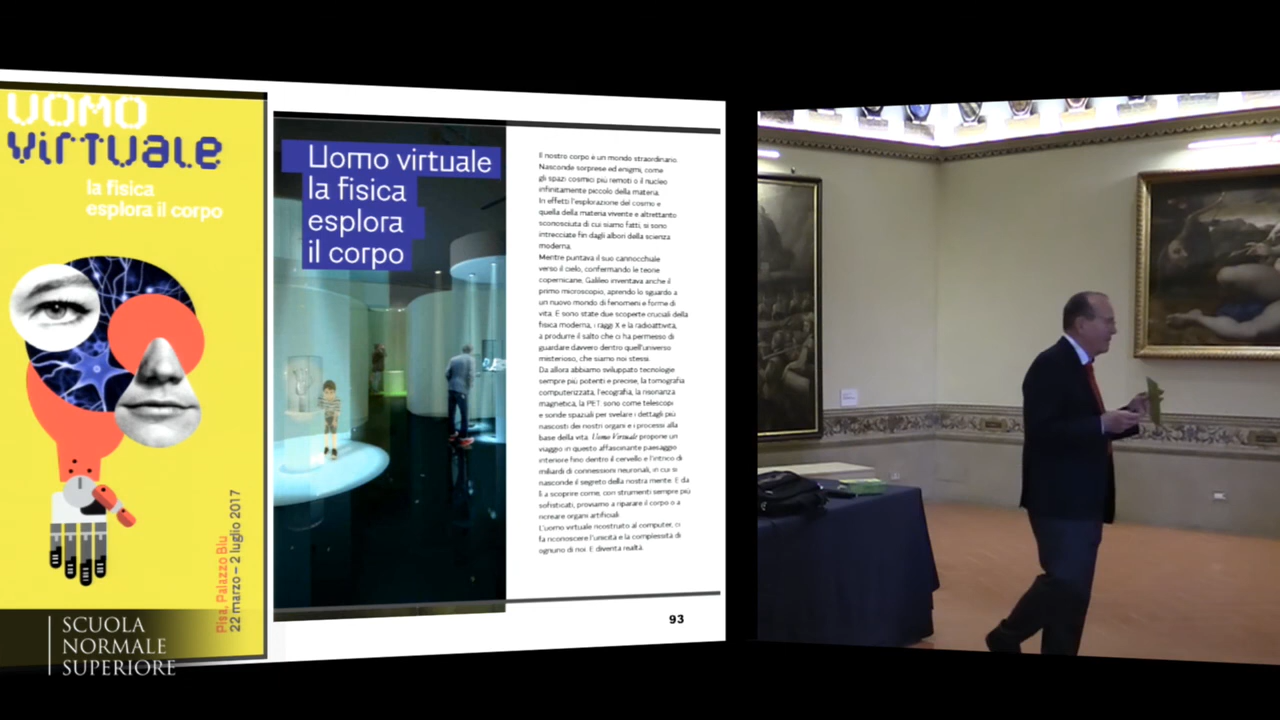 UOMO
VIRTUALE
la fisica
esplora il corpo
Pisa, Palazzo Blu
22 marzo – 2 luglio 2017
SCUOLA
NORMALE
SUPERIORE
Uomo virtuale
la fisica
esplora
il corpo
Il nostro corpo è un mondo straordinario.
Nasconde sorprese ed enigmi, come
gli spazi cosmici più remoti o il nucleo
infinitamente piccolo della materia.
In effetti l'esplorazione del cosmo e
quella della materia vivente e altrettanto
sconosciuta di cui siamo fatti, si sono
intrecciate fin dagli albori della scienza
moderna.
Mentre puntava il suo cannocchiale
verso il cielo, confermando le teorie
copernicane, Galileo inventava anche il
primo microscopio, aprendo lo sguardo a
un nuovo mondo di fenomeni e forme di
vita. E sono state due scoperte cruciali della
fisica moderna, i raggi X e la radioattività,
a produrre il salto che ci ha permesso di
guardare davvero dentro quell'universo
misterioso, che siamo noi stessi.
Da allora abbiamo sviluppato tecnologie
sempre più potenti e precise, la tomografia
computerizzata, l'ecografia, la risonanza
magnetica, la PET: sono come telescopi
e sonde spaziali per svelare i dettagli più
nascosti dei nostri organi e i processi alla
base della vita. Uomo Virtuale propone un
viaggio in questo affascinante paesaggio
interiore fino dentro il cervello e l'intrico di
miliardi di connessioni neuronali, in cui si
nasconde il segreto della nostra mente. E da
lì a scoprire come, con strumenti sempre più
sofisticati, proviamo a riparare il corpo o a
ricreare organi artificiali.
L'uomo virtuale ricostruito al computer, ci
fa riconoscere l'unicità e la complessità di
ognuno di noi. E diventa realtà.
93